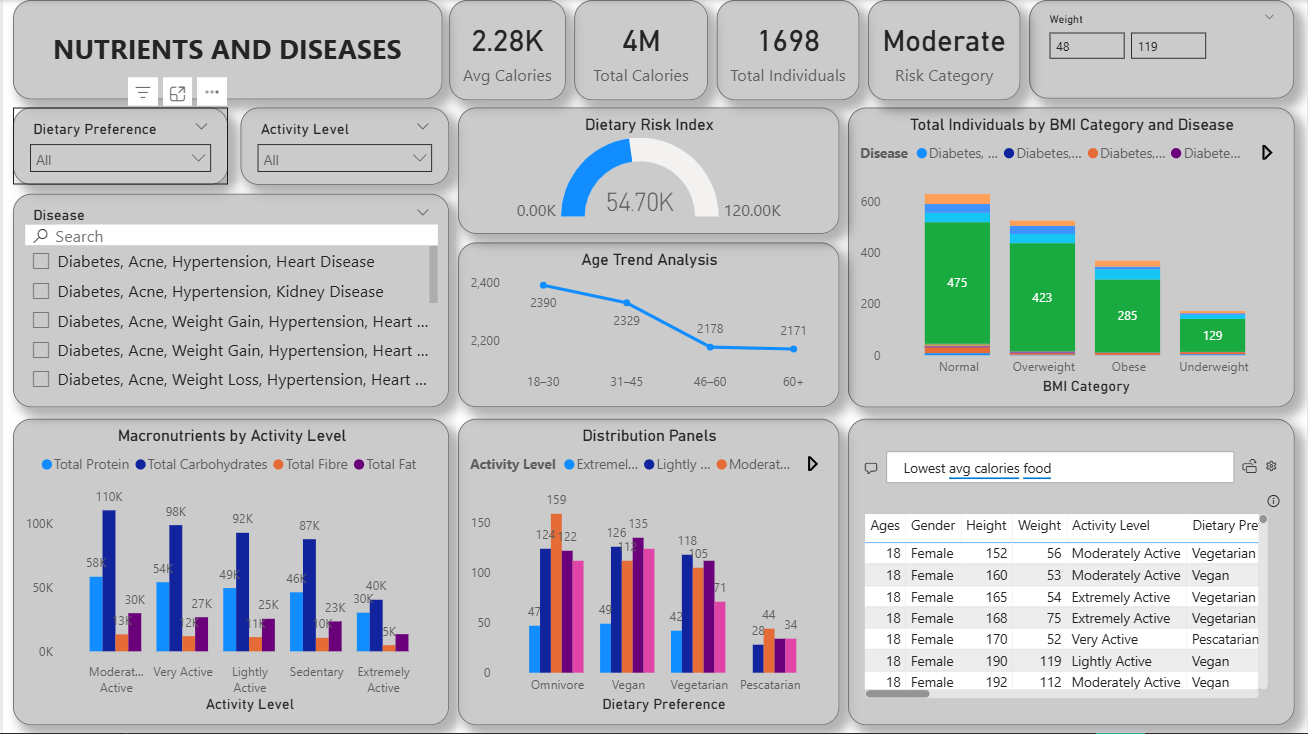 NUTRIENTS AND DISEASES
2.28K
Avg Calories
4M
Total Calories
1698
Total Individuals
Moderate
Risk Category
Weight
48
119
Dietary Preference
All
Activity Level
All
Disease
Search
Diabetes, Acne, Hypertension, Heart Disease
Diabetes, Acne, Hypertension, Kidney Disease
Diabetes, Acne, Weight Gain, Hypertension, Heart ...
Diabetes, Acne, Weight Gain, Hypertension, Heart ...
Diabetes, Acne, Weight Loss, Hypertension, Heart ...
Dietary Risk Index
54.70K
0.00K
120.00K
Age Trend Analysis
2,400
2,200
2390
2329
2178
2171
18–30 31–45 46–60 60+
Total Individuals by BMI Category and Disease
Disease Diabetes, ... Diabetes,... Diabetes,... Diabete...
600
400
200
0
475
423
285
129
Normal Overweight Obese Underweight
BMI Category
Macronutrients by Activity Level
Total Protein Total Carbohydrates Total Fibre Total Fat
100K
50K
0K
58K 110K 13K 30K
54K 98K 12K 27K
49K 92K 11K 25K
46K 87K 10K 23K
30K 40K 5K
Moderat... Active
Very Active
Lightly Active
Sedentary
Extremely Active
Activity Level
Distribution Panels
Activity Level Extremel... Lightly ... Moderat...
150
100
50
0
47 124 159 122
49 126 112 135
42 118 105 71
28 44 34
Omnivore Vegan Vegetarian Pescatarian
Dietary Preference
Lowest avg calories food
Ages Gender Height Weight Activity Level Dietary Pre
18 Female 152 56 Moderately Active Vegetarian
18 Female 160 53 Moderately Active Vegan
18 Female 165 54 Extremely Active Vegetarian
18 Female 168 75 Extremely Active Vegetarian
18 Female 170 52 Very Active Pescatarian
18 Female 190 119 Lightly Active Vegan
18 Female 192 112 Moderately Active Vegan